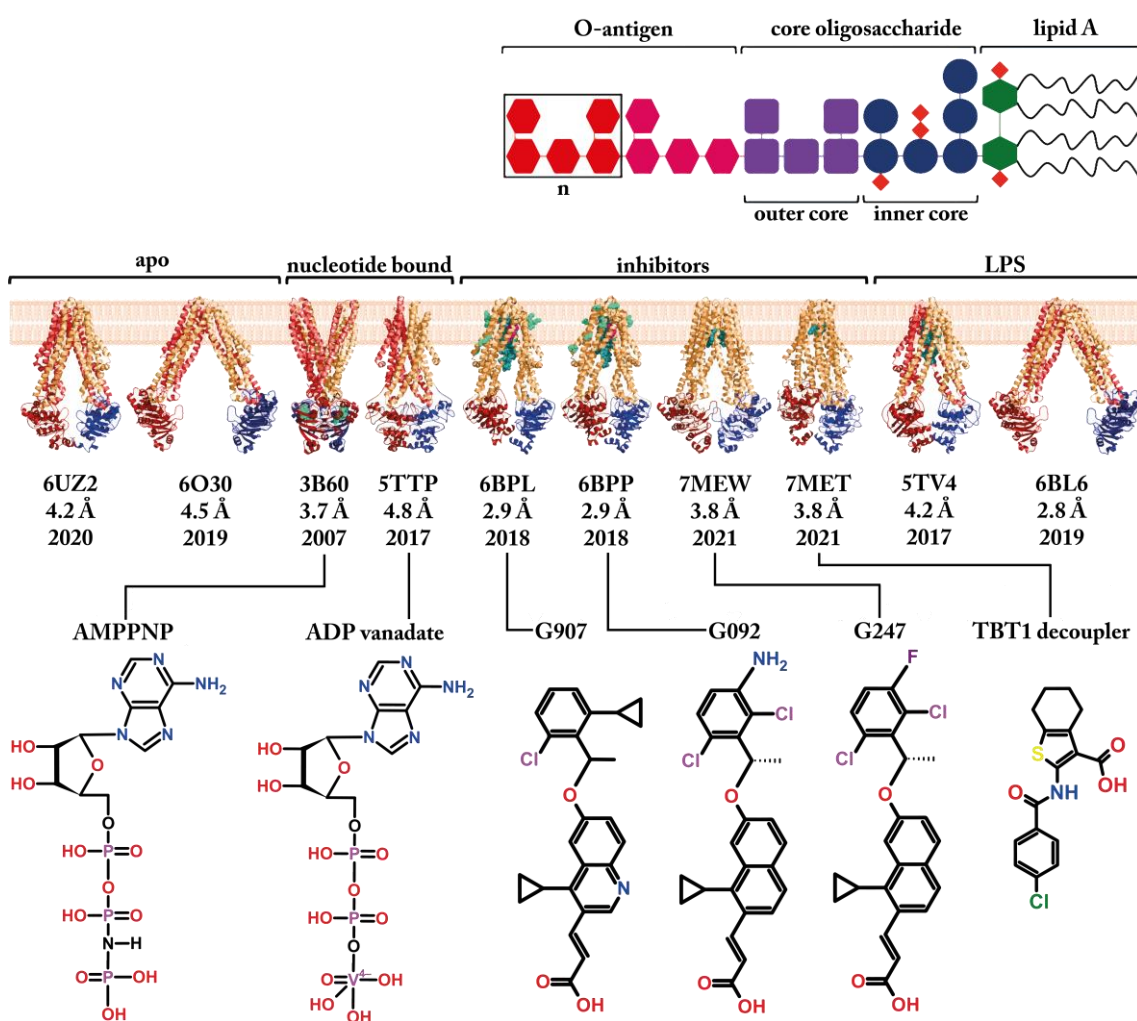 O-antigen core oligosaccharide lipid A
n
outer core inner core
apo nucleotide bound inhibitors LPS
6UZ2 6O30 3B60 5TTP 6BPL 6BPP 7MEW 7MET 5TV4 6BL6
4.2 Å 4.5 Å 3.7 Å 4.8 Å 2.9 Å 2.9 Å 3.8 Å 3.8 Å 4.2 Å 2.8 Å
2020 2019 2007 2017 2018 2018 2021 2021 2017 2019
AMPPNP ADP vanadate G907 G092 G247 TBT1 decoupler
N N NH2 N N HO HO O O HO P O O HO P O N H O P OH OH
N N NH2 N N HO HO O O HO P O O HO P O O O V4- OH HO OH
Cl O N O OH
NH2 Cl Cl O O OH
F Cl Cl O O OH
S O OH NH O Cl